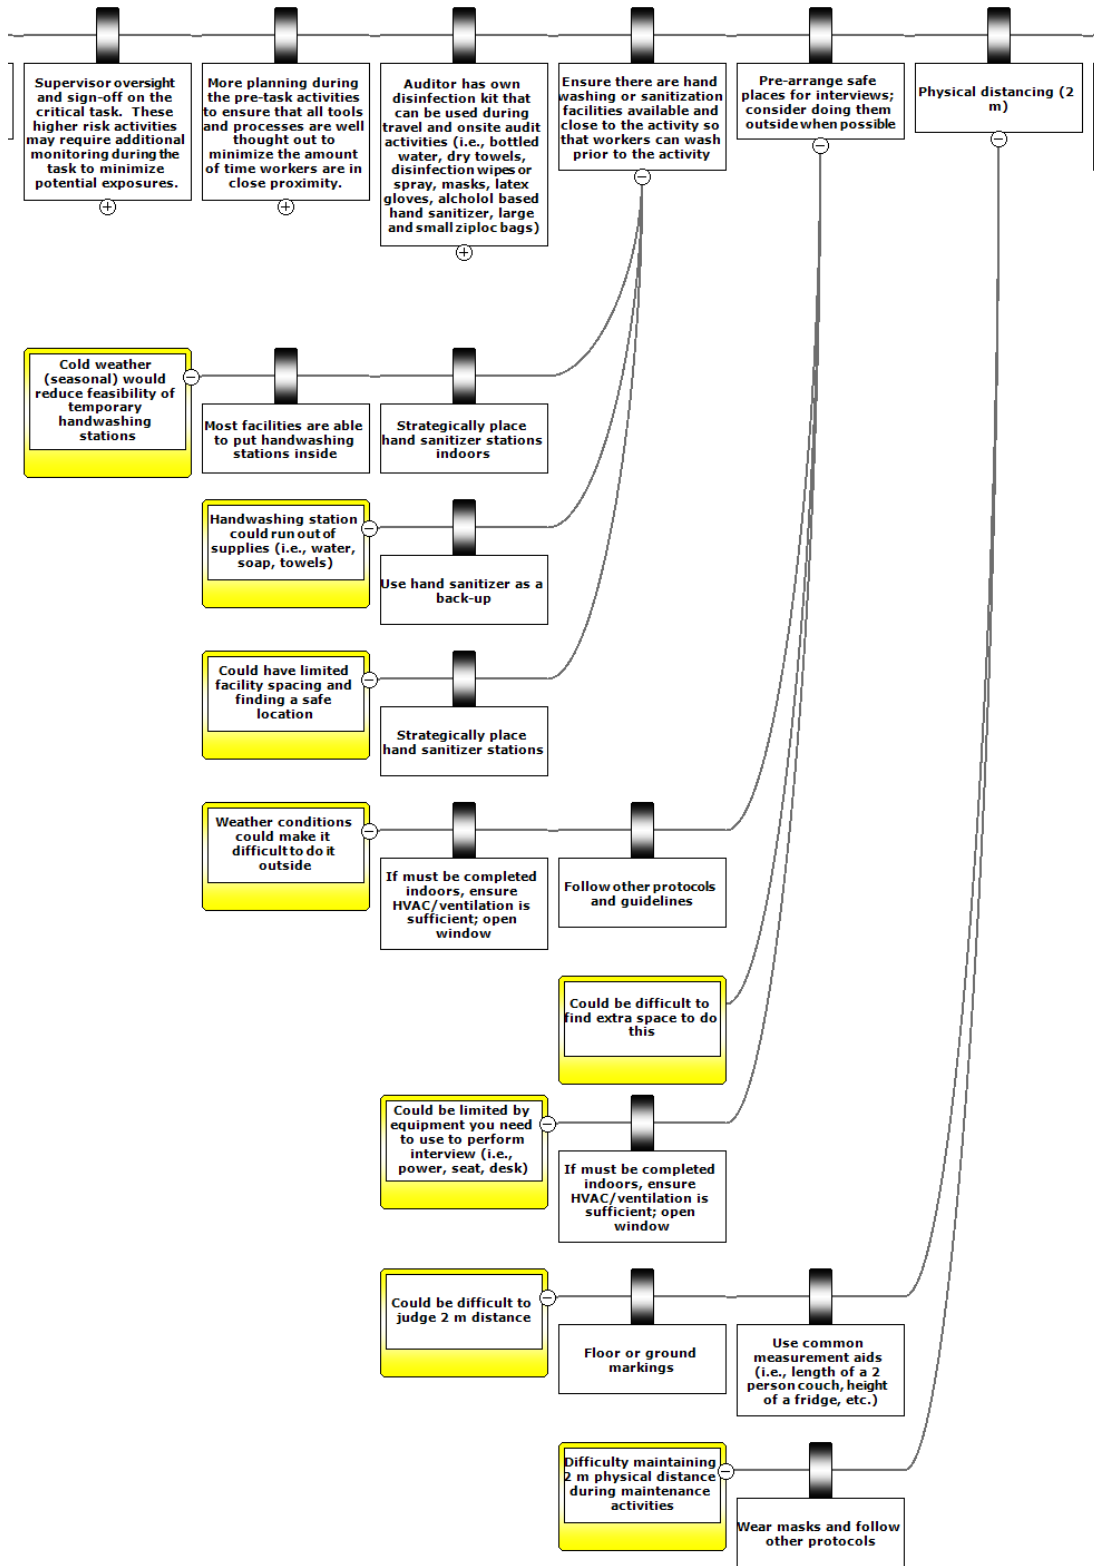 Supervisor oversight
and sign-off on the
critical task.  These
higher risk activities
may require additional
monitoring during the
task to minimize
potential exposures.
More planning during
the pre-task activities
to ensure that all tools
and processes are well
thought out to
minimize the amount
of time workers are in
close proximity.
Auditor has own
disinfection kit that
can be used during
travel and onsite audit
activities (i.e., bottled
water, dry towels,
disinfection wipes or
spray, masks, latex
gloves, alcholol based
hand sanitizer, large
and small ziploc bags)
Ensure there are hand
washing or sanitization
facilities available and
close to the activity so
that workers can wash
prior to the activity
Pre-arrange safe
places for interviews;
consider doing them
outside when possible
Physical distancing (2
m)
Cold weather
(seasonal) would
reduce feasibility of
temporary
handwashing
stations
Most facilities are able
to put handwashing
stations inside
Strategically place
hand sanitizer stations
indoors
Handwashing station
could run out of
supplies (i.e., water,
soap, towels)
Use hand sanitizer as a
back-up
Could have limited
facility spacing and
finding a safe
location
Strategically place
hand sanitizer stations
Weather conditions
could make it
difficult to do it
outside
If must be completed
indoors, ensure
HVAC/ventilation is
sufficient; open
window
Follow other protocols
and guidelines
Could be difficult to
find extra space to do
this
Could be limited by
equipment you need
to use to perform
interview (i.e.,
power, seat, desk)
If must be completed
indoors, ensure
HVAC/ventilation is
sufficient; open
window
Could be difficult to
judge 2 m distance
Floor or ground
markings
Use common
measurement aids
(i.e., length of a 2
person couch, height
of a fridge, etc.)
Difficulty maintaining
2 m physical distance
during maintenance
activities
Wear masks and follow
other protocols